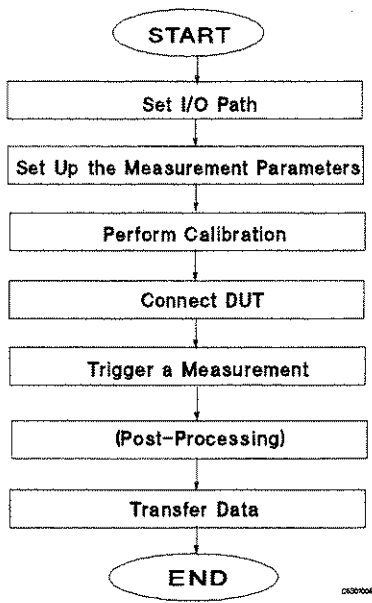 START
Set I/O Path
Set Up the Measurement Parameters
Perform Calibration
Connect DUT
Trigger a Measurement
(Post-Processing)
Transfer Data
END